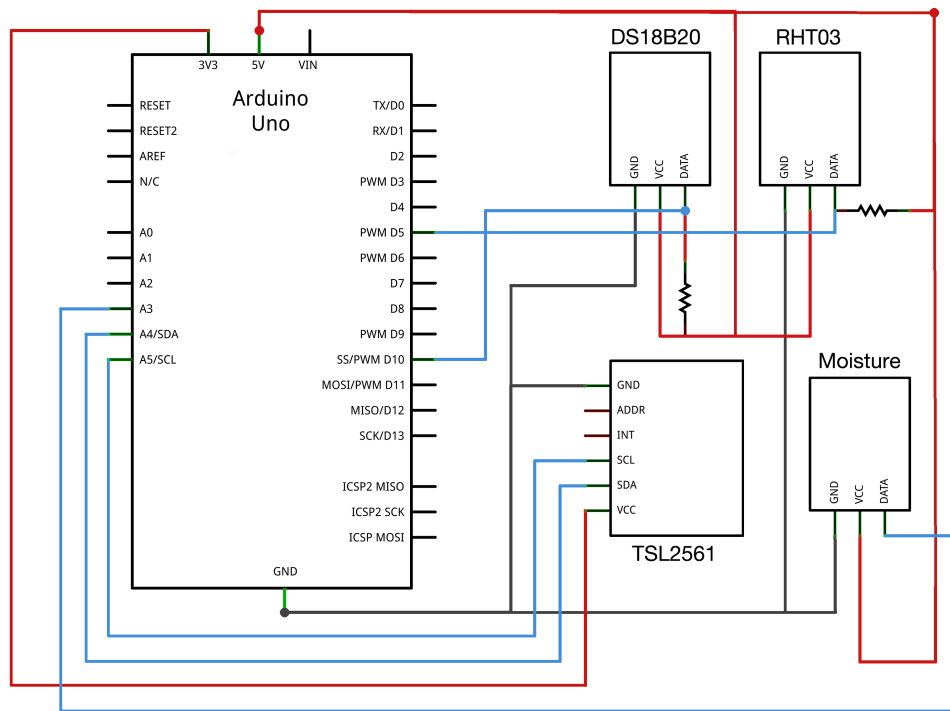 DS18B20
RHT03
3V3
5V
VIN
Arduino
Uno
RESET
RESET2
AREF
N/C
A0
A1
A2
A3
A4/SDA
A5/SCL
TX/D0
RX/D1
D2
PWM D3
D4
PWM D5
PWM D6
D7
D8
PWM D9
SS/PWM D10
MOSI/PWM D11
MISO/D12
SCK/D13
ICSP2 MISO
ICSP2 SCK
ICSP MOSI
GND
GND
VCC
DATA
GND
VCC
DATA
GND
ADDR
INT
SCL
SDA
VCC
TSL2561
Moisture
GND
VCC
DATA